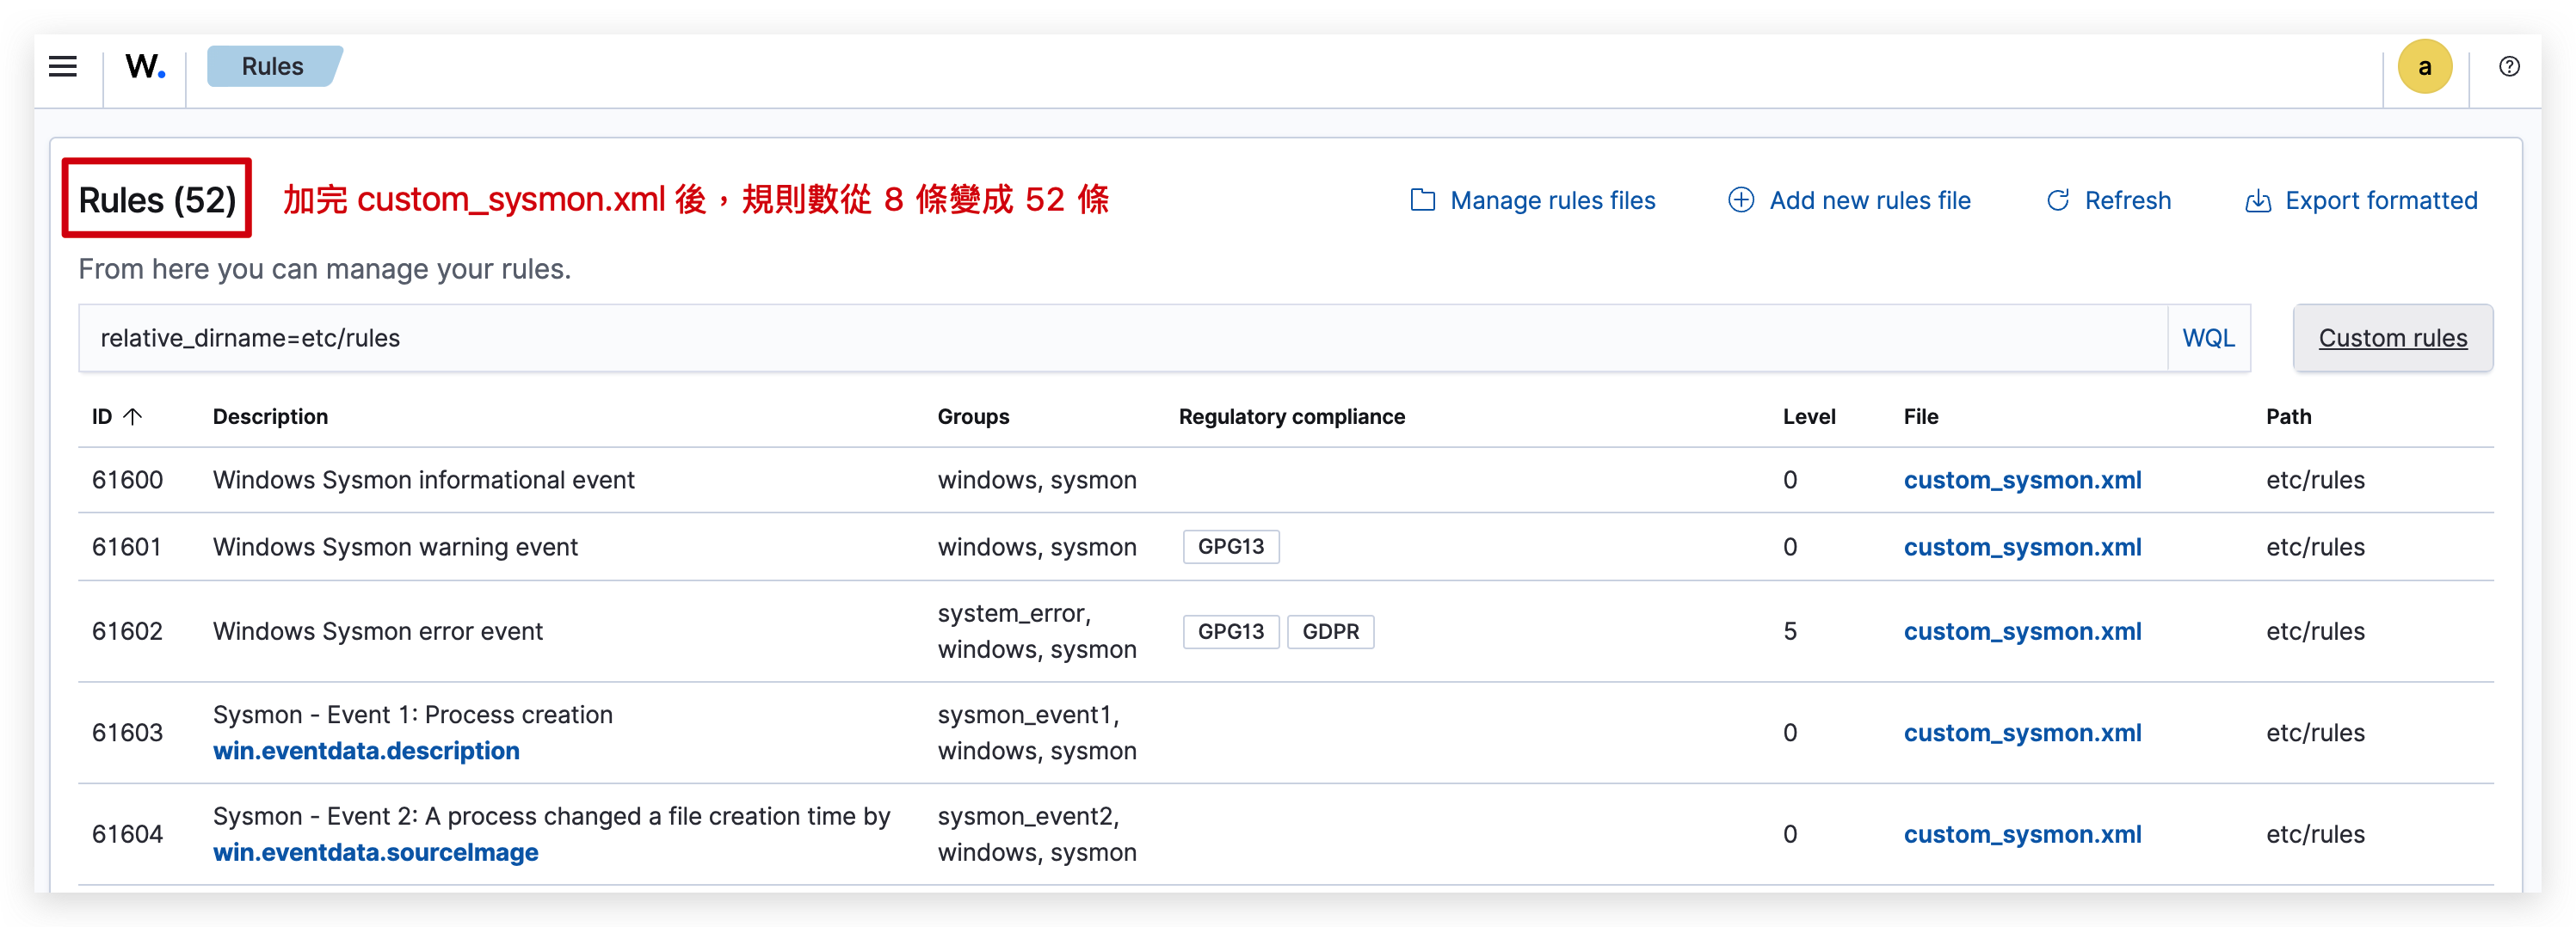 W.
Rules
a
Rules (52)
加完 custom_sysmon.xml 後，規則數從 8 條變成 52 條
Manage rules files
Add new rules file
Refresh
Export formatted
From here you can manage your rules.
relative_dirname=etc/rules
WQL
Custom rules
ID Description Groups Regulatory compliance Level File Path
61600 Windows Sysmon informational event windows, sysmon 0 custom_sysmon.xml etc/rules
61601 Windows Sysmon warning event windows, sysmon GPG13 0 custom_sysmon.xml etc/rules
61602 Windows Sysmon error event system_error, GPG13 GDPR 5 custom_sysmon.xml etc/rules
windows, sysmon
61603 Sysmon - Event 1: Process creation sysmon_event1, 0 custom_sysmon.xml etc/rules
win.eventdata.description windows, sysmon
61604 Sysmon - Event 2: A process changed a file creation time by sysmon_event2, 0 custom_sysmon.xml etc/rules
win.eventdata.sourceImage windows, sysmon